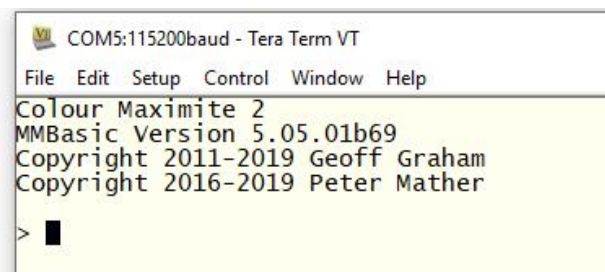 COM5:115200baud - Tera Term VT
File Edit Setup Control Window Help
Colour Maximite 2
MMBasic Version 5.05.01b69
Copyright 2011-2019 Geoff Graham
Copyright 2016-2019 Peter Mather
>